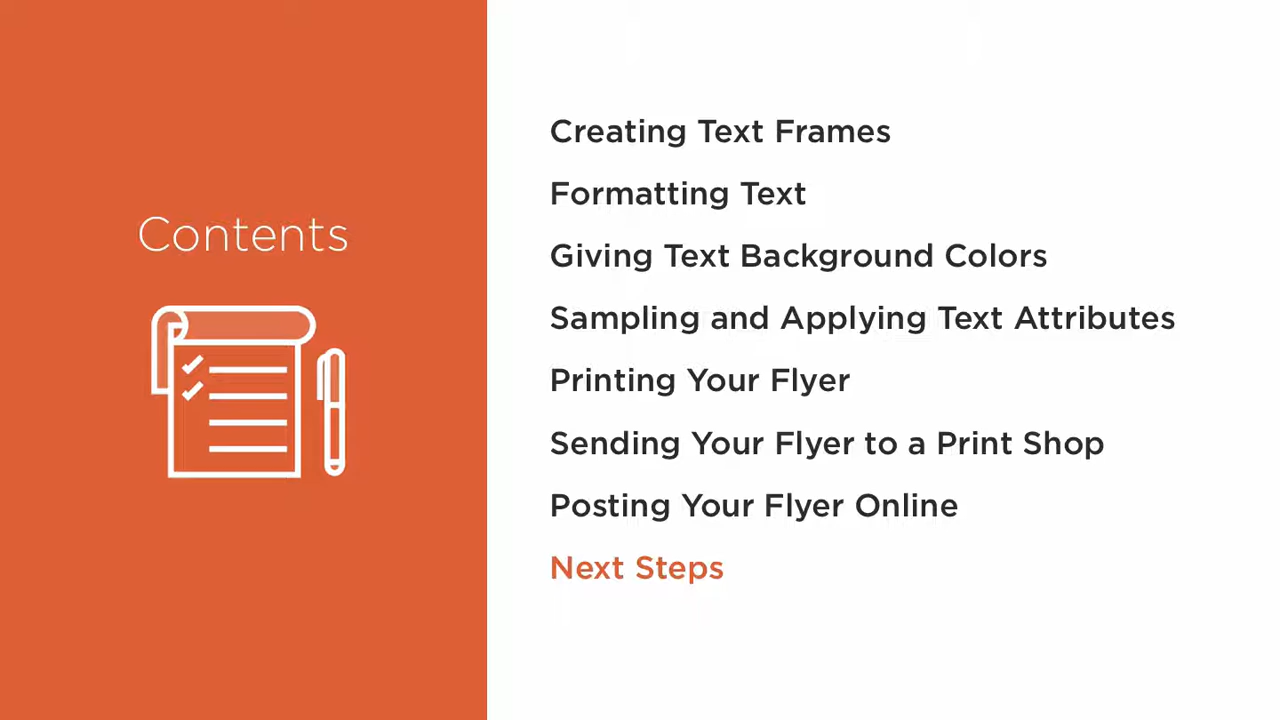 Contents
Creating Text Frames
Formatting Text
Giving Text Background Colors
Sampling and Applying Text Attributes
Printing Your Flyer
Sending Your Flyer to a Print Shop
Posting Your Flyer Online
Next Steps